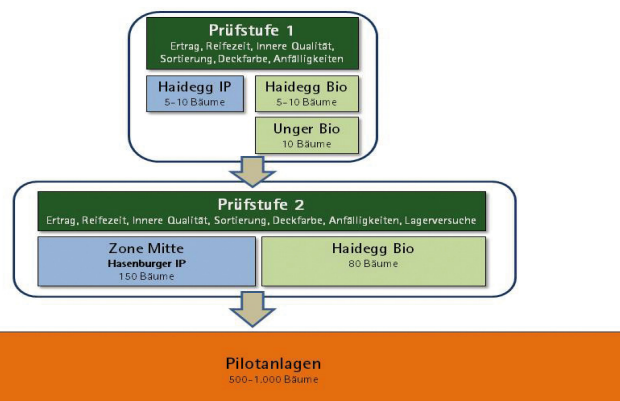 Prüfstufe 1
Ertrag, Reifezeit, Innere Qualität,
Sortierung, Deckfarbe, Anfälligkeiten
Haidegg IP
5-10 Bäume
Haidegg Bio
5-10 Bäume
Unger Bio
10 Bäume
Prüfstufe 2
Ertrag, Reifezeit, Innere Qualität, Sortierung, Deckfarbe, Anfälligkeiten, Lagerversuche
Zone Mitte
Hasenburger IP
150 Bäume
Haidegg Bio
80 Bäume
Pilotanlagen
500-1.000 Bäume